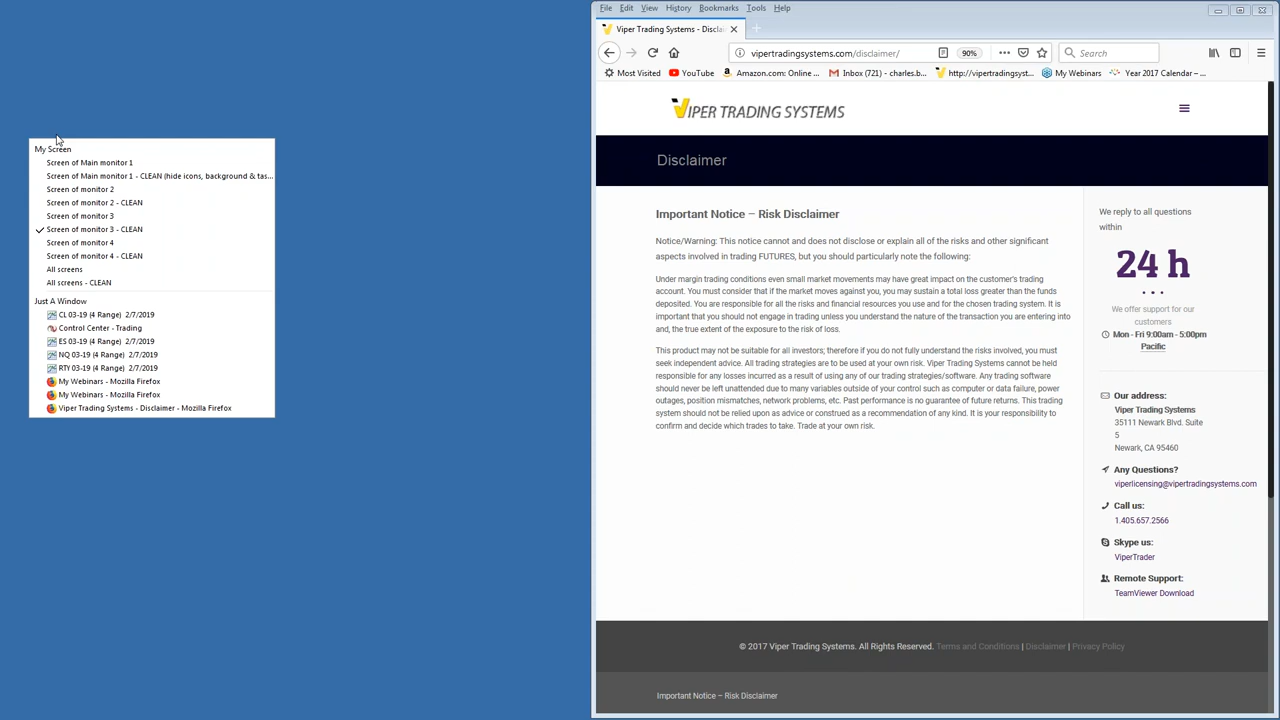 My Screen
Screen of Main monitor 1
Screen of Main monitor 1 - CLEAN (hide icons, background & tas...
Screen of monitor 2
Screen of monitor 2 - CLEAN
Screen of monitor 3
Screen of monitor 3 - CLEAN
Screen of monitor 4
Screen of monitor 4 - CLEAN
All screens
All screens - CLEAN
Just A Window
CL 03-19 (4 Range) 2/7/2019
Control Center - Trading
ES 03-19 (4 Range) 2/7/2019
NQ 03-19 (4 Range) 2/7/2019
RTY 03-19 (4 Range) 2/7/2019
My Webinars - Mozilla Firefox
My Webinars - Mozilla Firefox
Viper Trading Systems - Disclaimer - Mozilla Firefox
File Edit View History Bookmarks Tools Help
Viper Trading Systems - Disclai
vipertradingsystems.com/disclaimer/ 90% Search
Most Visited YouTube Amazon.com: Online ... Inbox (721) - charles.b... http://vipertradingsyst... My Webinars Year 2017 Calendar – ...
VIPER TRADING SYSTEMS
Disclaimer
Important Notice – Risk Disclaimer
Notice/Warning: This notice cannot and does not disclose or explain all of the risks and other significant
aspects involved in trading FUTURES, but you should particularly note the following:
Under margin trading conditions even small market movements may have great impact on the customer's trading
account. You must consider that if the market moves against you, you may sustain a total loss greater than the funds
deposited. You are responsible for all the risks and financial resources you use and for the chosen trading system. It is
important that you should not engage in trading unless you understand the nature of the transaction you are entering into
and, the true extent of the exposure to the risk of loss.
This product may not be suitable for all investors; therefore if you do not fully understand the risks involved, you must
seek independent advice. All trading strategies are to be used at your own risk. Viper Trading Systems cannot be held
responsible for any losses incurred as a result of using any of our trading strategies/software. Any trading software
should never be left unattended due to many variables outside of your control such as computer or data failure, power
outages, position mismatches, network problems, etc. Past performance is no guarantee of future returns. This trading
system should not be relied upon as advice or construed as a recommendation of any kind. It is your responsibility to
confirm and decide which trades to take. Trade at your own risk.
We reply to all questions
within
24 h
We offer support for our
customers
Mon - Fri 9:00am - 5:00pm
Pacific
Our address:
Viper Trading Systems
35111 Newark Blvd. Suite
5
Newark, CA 95460
Any Questions?
viperlicensing@vipertradingsystems.com
Call us:
1.405.657.2566
Skype us:
ViperTrader
Remote Support:
TeamViewer Download
© 2017 Viper Trading Systems. All Rights Reserved. Terms and Conditions | Disclaimer | Privacy Policy
Important Notice – Risk Disclaimer